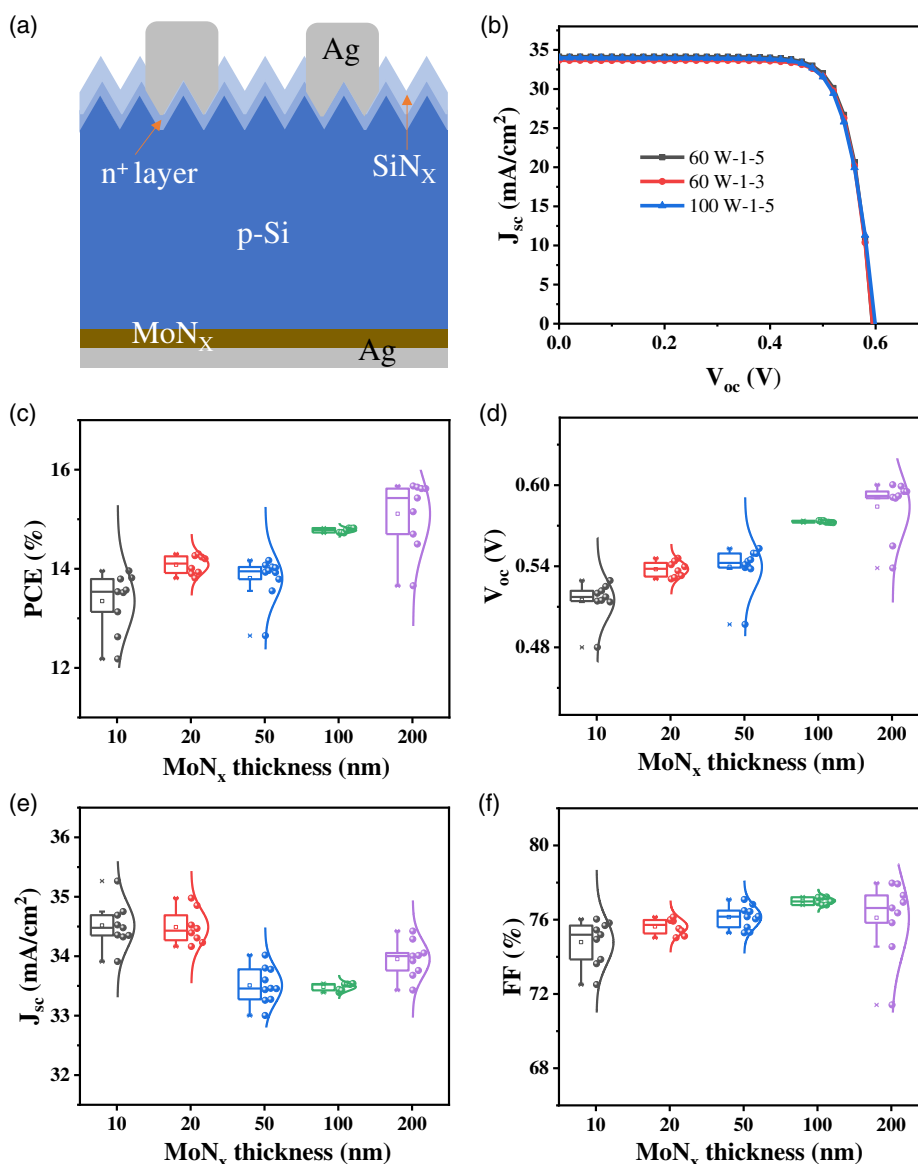 (a)
Ag
n⁺ layer
SiNₓ
p-Si
MoNₓ
Ag
(b)
35
30
25
20
15
10
5
0
J_sc (mA/cm²)
60 W-1-5
60 W-1-3
100 W-1-5
0.0 0.2 0.4 0.6
V_oc (V)
(c)
16
14
12
PCE (%)
10 20 50 100 200
MoNₓ thickness (nm)
(d)
0.60
0.54
0.48
V_oc (V)
10 20 50 100 200
MoNₓ thickness (nm)
(e)
36
35
34
33
32
J_sc (mA/cm²)
10 20 50 100 200
MoNₓ thickness (nm)
(f)
80
76
72
68
FF (%)
10 20 50 100 200
MoNₓ thickness (nm)